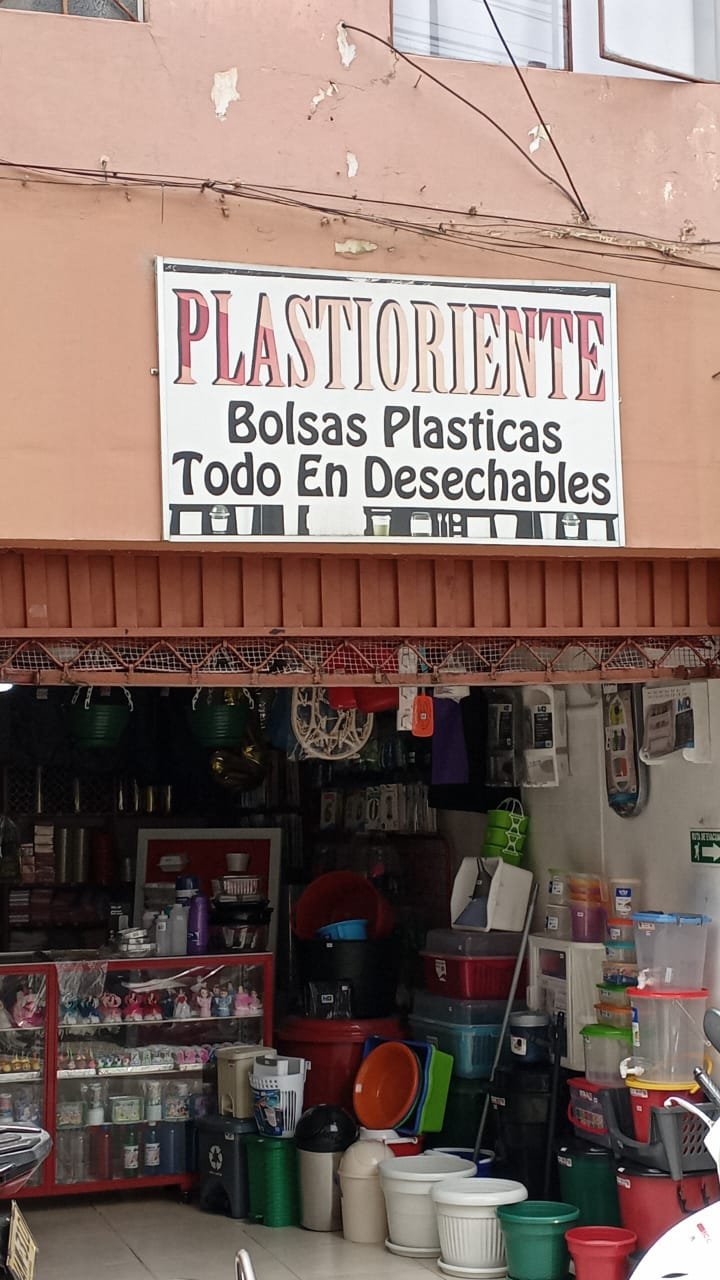 PLASTIORIENTE
Bolsas Plasticas
Todo En Desechables